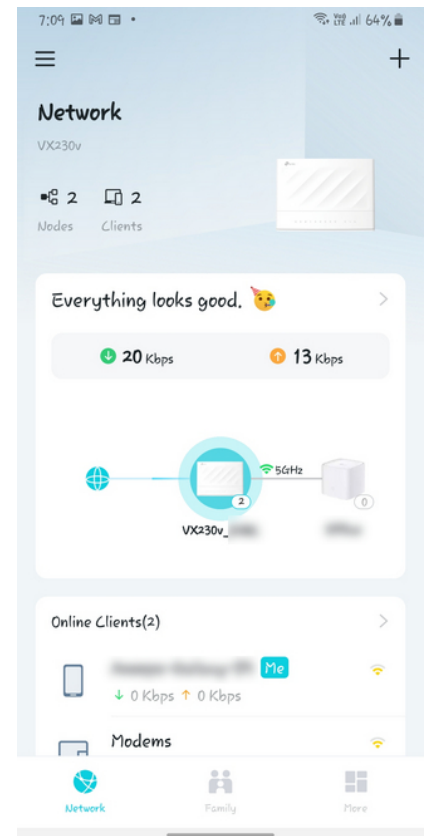 7:09 64%
Network
VX230v
2 2
Nodes Clients
Everything looks good.
20 Kbps 13 Kbps
5GHz
2 0
VX230v_
Online Clients(2)
Me
↓ 0 Kbps ↑ 0 Kbps
Modems
Network Family More